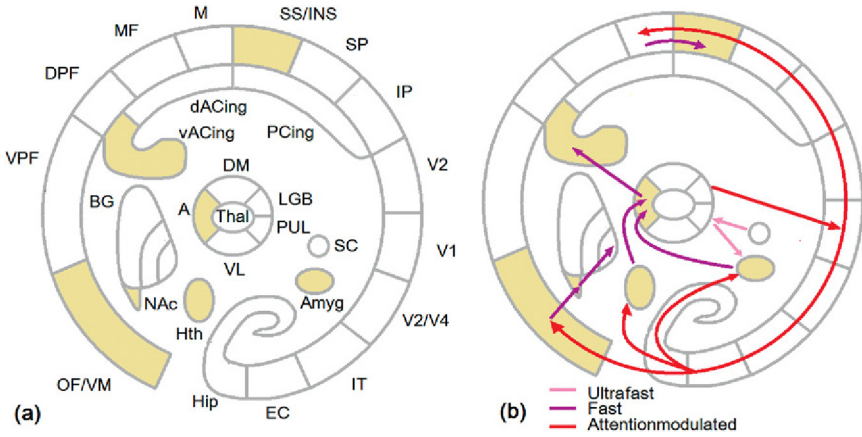 M
SS/INS
MF
SP
DPF
IP
dACing
vACing
PCing
VPF
V2
DM
BG
LGB
A
Thal
PUL
SC
V1
VL
NAc
Amyg
Hth
V2/V4
OF/VM
IT
Hip
EC
(a)
(b)
Ultrafast
Fast
Attentionmodulated